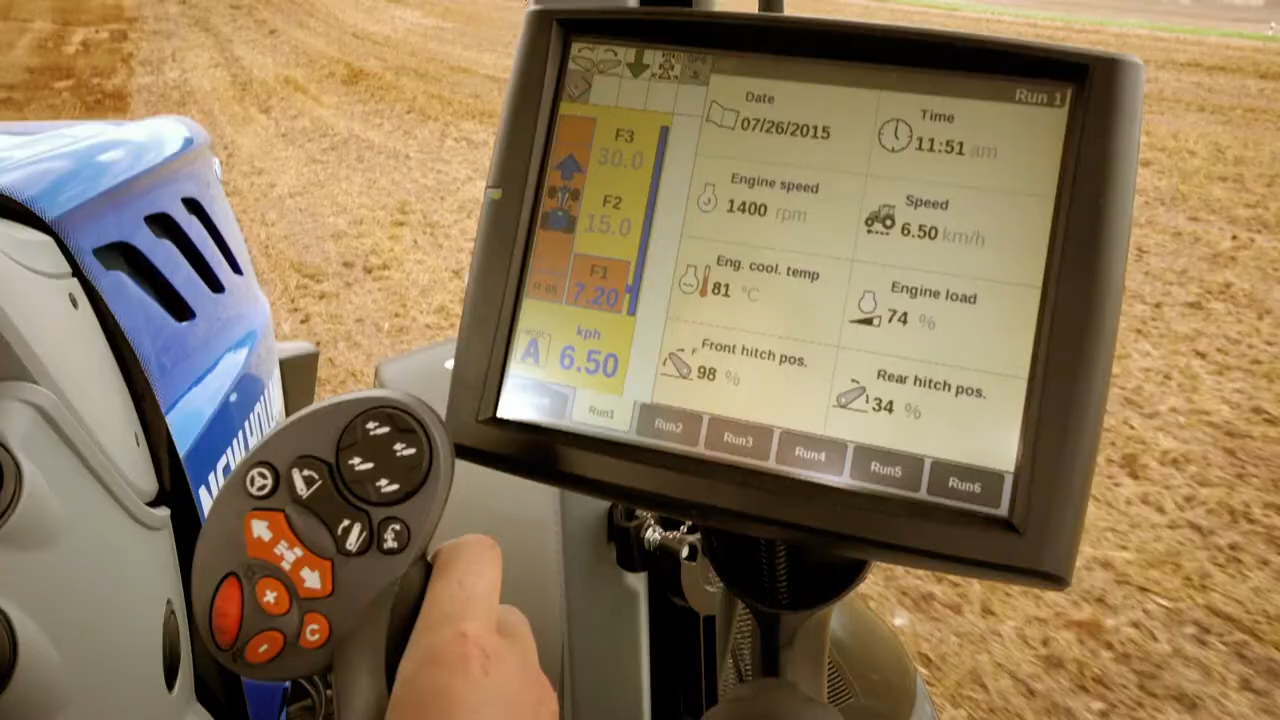 Run 1
Date
07/26/2015
Time
11:51 am
Engine speed
1400 rpm
Speed
6.50 km/h
Eng. cool. temp
81 °C
Engine load
74 %
Front hitch pos.
98 %
Rear hitch pos.
34 %
F3
30.0
F2
15.0
F1
7.20
kph
A
6.50
Run1
Run2
Run3
Run4
Run5
Run6
NEW HOLL
+
-
C